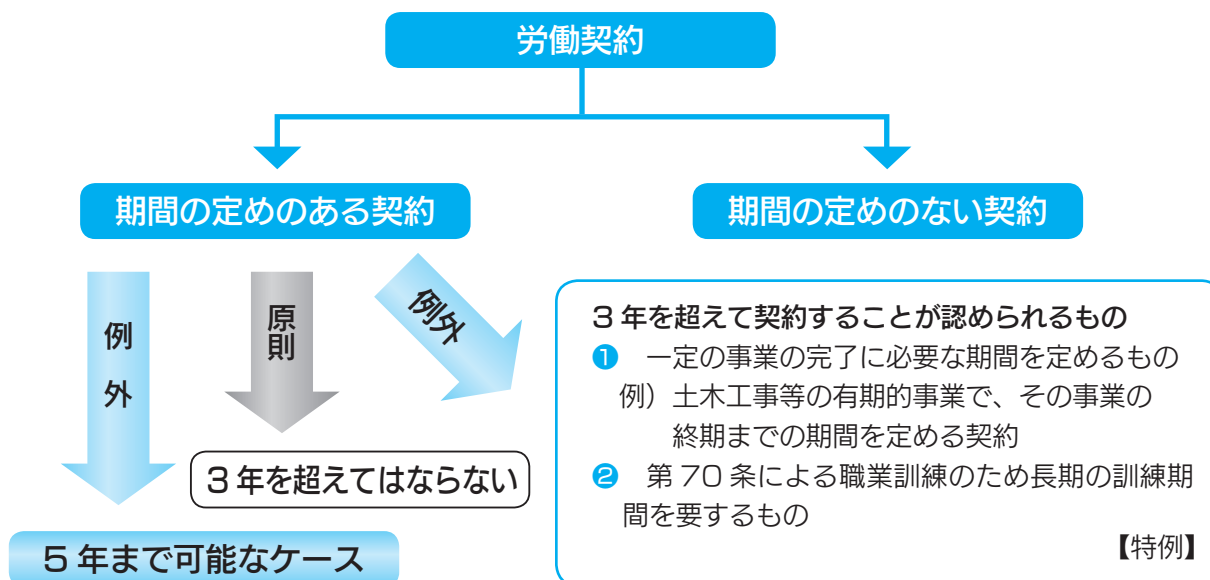 労働契約
期間の定めのある契約
期間の定めのない契約
例外
原則
例外
3年を超えてはならない
5年まで可能なケース
3年を超えて契約することが認められるもの
❶ 一定の事業の完了に必要な期間を定めるもの
例）土木工事等の有期的事業で、その事業の
終期までの期間を定める契約
❷ 第70条による職業訓練のため長期の訓練期
間を要するもの
【特例】